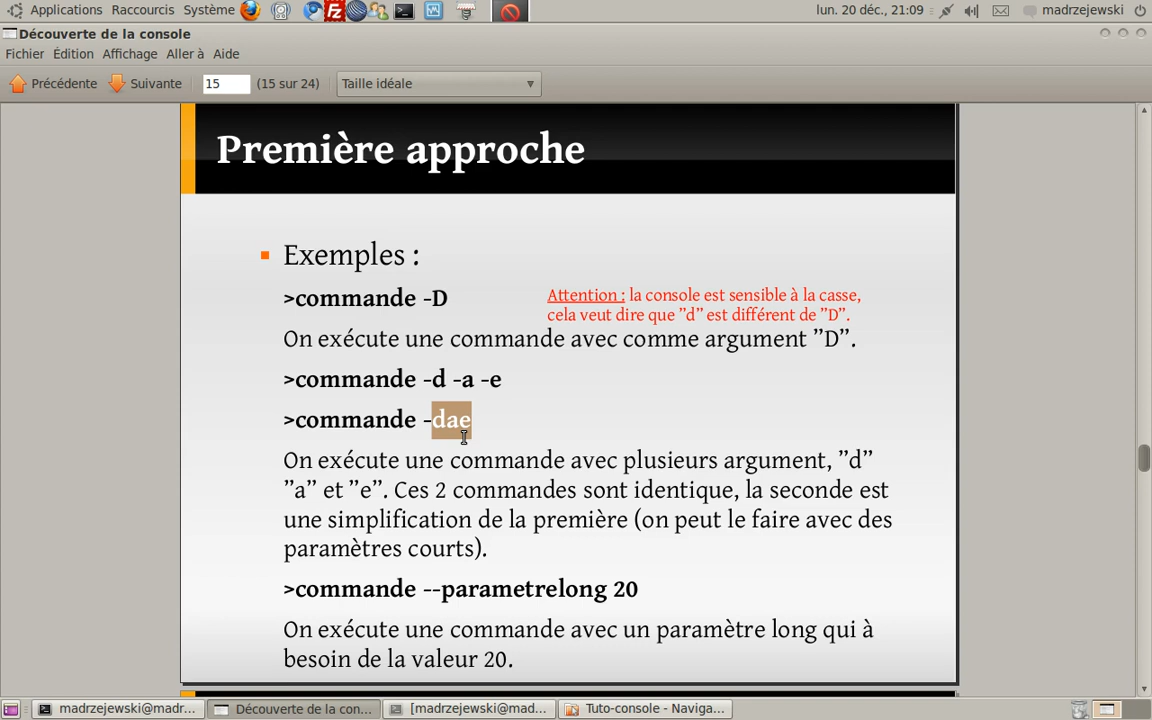 Applications Raccourcis Système lun. 20 déc., 21:09 madrzejewski
Découverte de la console
Fichier Édition Affichage Aller à Aide
Précédente Suivante 15 (15 sur 24) Taille idéale
Première approche
Exemples :
>commande -D
Attention : la console est sensible à la casse,
cela veut dire que ”d” est différent de ”D”.
On exécute une commande avec comme argument ”D”.
>commande -d -a -e
>commande -dae
On exécute une commande avec plusieurs argument, ”d”
”a” et ”e”. Ces 2 commandes sont identique, la seconde est
une simplification de la première (on peut le faire avec des
paramètres courts).
>commande --parametrelong 20
On exécute une commande avec un paramètre long qui à
besoin de la valeur 20.
madrzejewski@madr... Découverte de la con... [madrzejewski@mad... Tuto-console - Naviga...